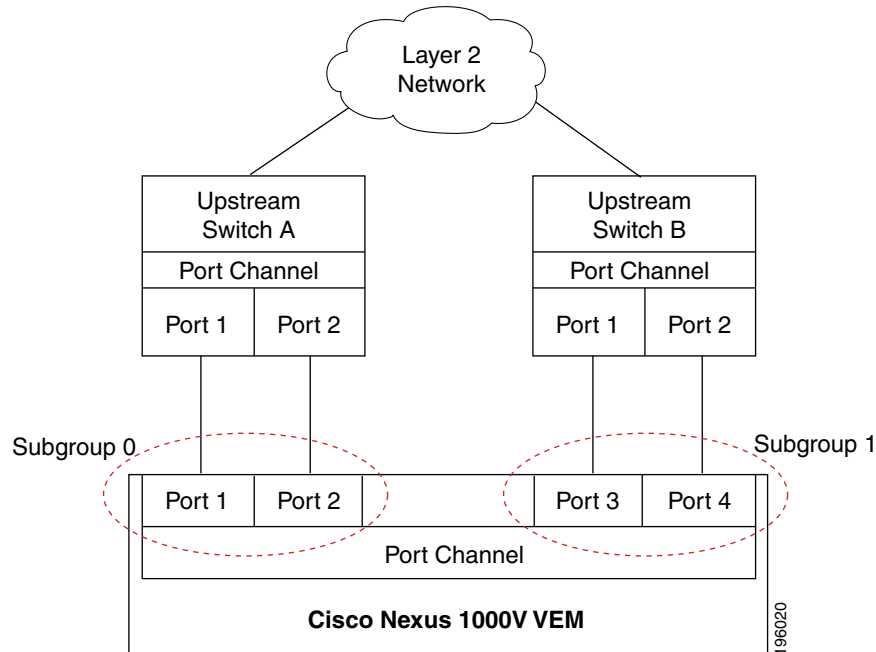 Layer 2
Network
Upstream
Switch A
Upstream
Switch B
Port Channel
Port Channel
Port 1
Port 2
Port 1
Port 2
Subgroup 0
Subgroup 1
Port 1
Port 2
Port 3
Port 4
Port Channel
Cisco Nexus 1000V VEM
196020